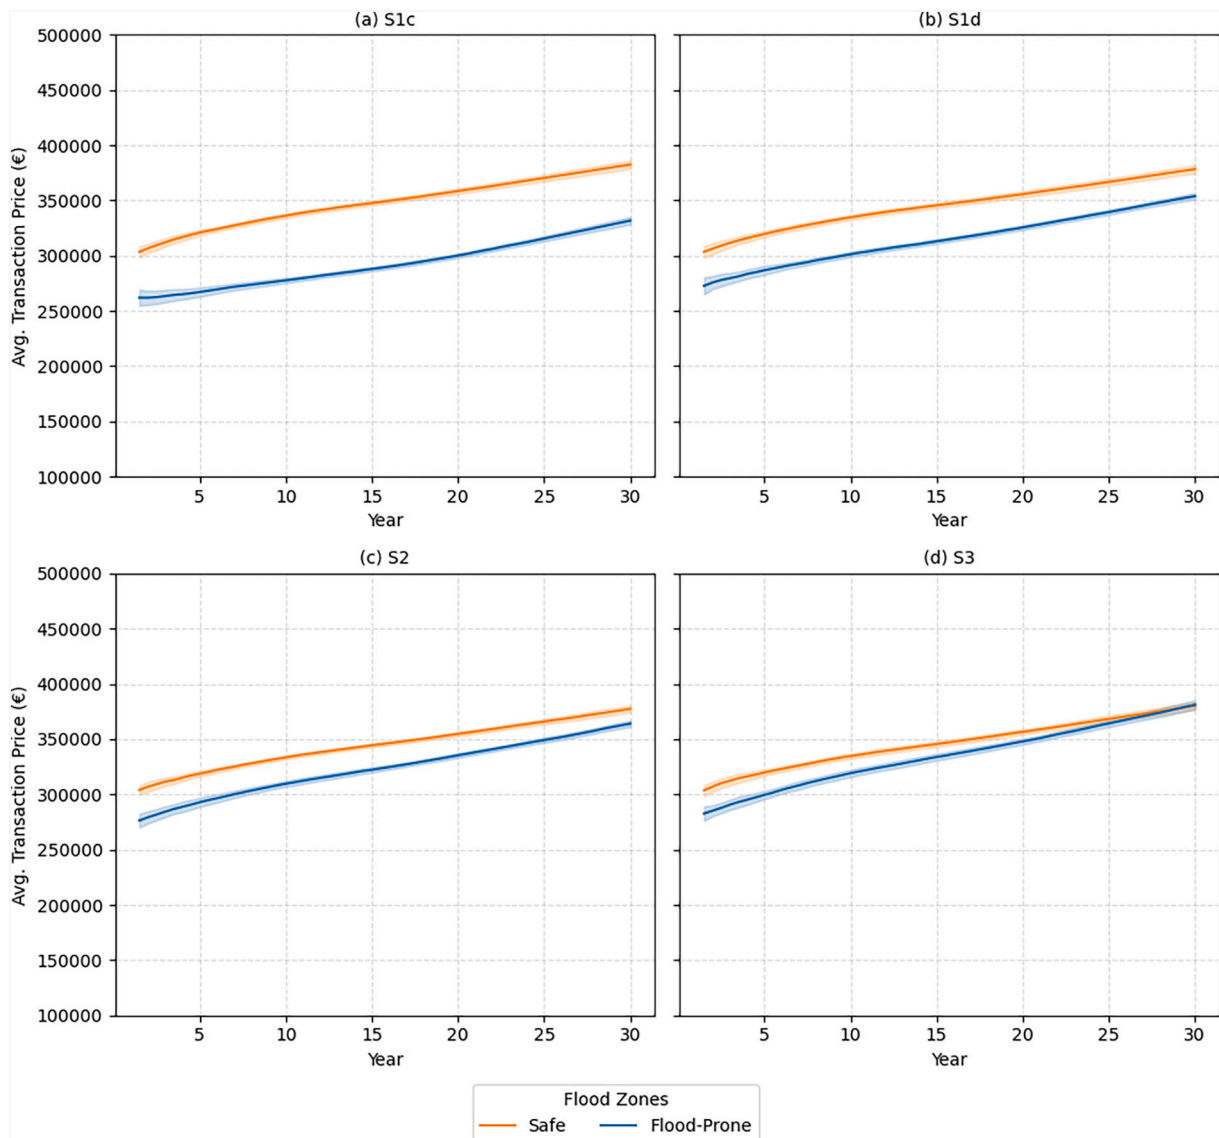 (a) S1c
(b) S1d
500000
450000
400000
350000
300000
250000
200000
150000
100000
Avg. Transaction Price (€)
5 10 15 20 25 30
Year
5 10 15 20 25 30
Year
(c) S2
(d) S3
500000
450000
400000
350000
300000
250000
200000
150000
100000
Avg. Transaction Price (€)
5 10 15 20 25 30
Year
5 10 15 20 25 30
Year
Flood Zones
Safe Flood-Prone